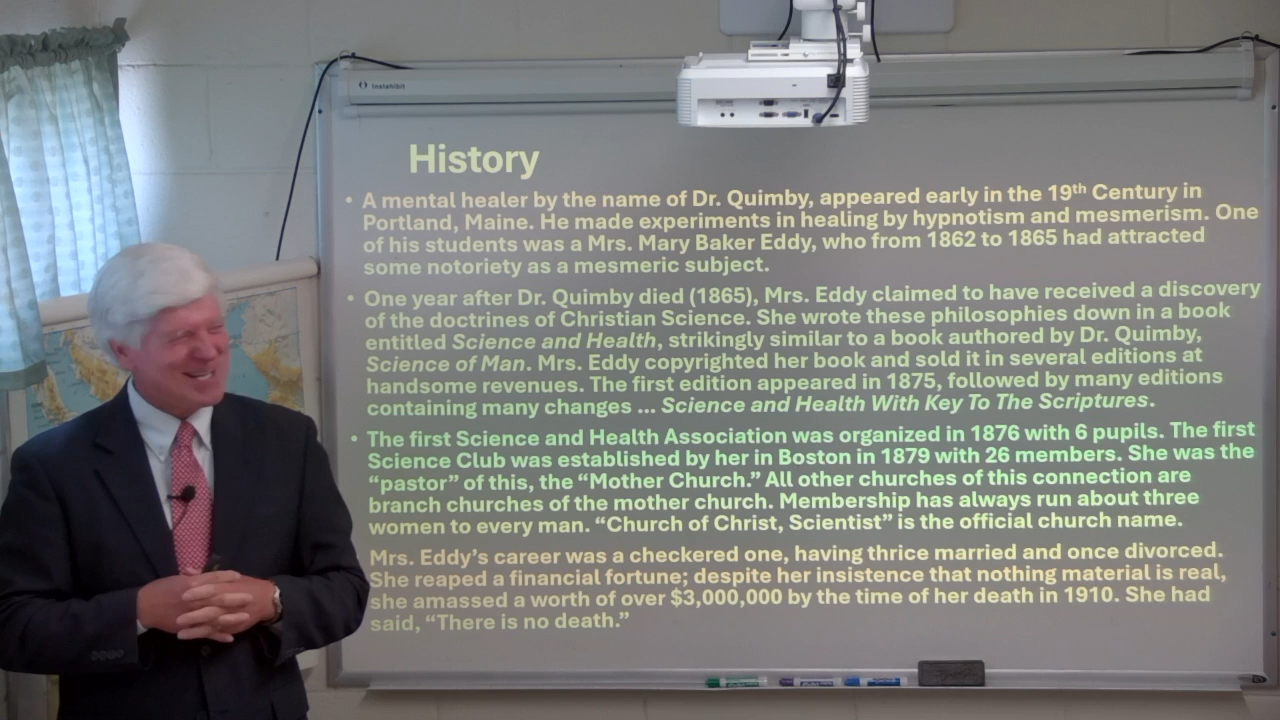 Instahibit
History
• A mental healer by the name of Dr. Quimby, appeared early in the 19th Century in
Portland, Maine. He made experiments in healing by hypnotism and mesmerism. One
of his students was a Mrs. Mary Baker Eddy, who from 1862 to 1865 had attracted
some notoriety as a mesmeric subject.
• One year after Dr. Quimby died (1865), Mrs. Eddy claimed to have received a discovery
of the doctrines of Christian Science. She wrote these philosophies down in a book
entitled Science and Health, strikingly similar to a book authored by Dr. Quimby,
Science of Man. Mrs. Eddy copyrighted her book and sold it in several editions at
handsome revenues. The first edition appeared in 1875, followed by many editions
containing many changes ... Science and Health With Key To The Scriptures.
• The first Science and Health Association was organized in 1876 with 6 pupils. The first
Science Club was established by her in Boston in 1879 with 26 members. She was the
“pastor” of this, the “Mother Church.” All other churches of this connection are
branch churches of the mother church. Membership has always run about three
women to every man. “Church of Christ, Scientist” is the official church name.
Mrs. Eddy’s career was a checkered one, having thrice married and once divorced.
She reaped a financial fortune; despite her insistence that nothing material is real,
she amassed a worth of over $3,000,000 by the time of her death in 1910. She had
said, “There is no death.”